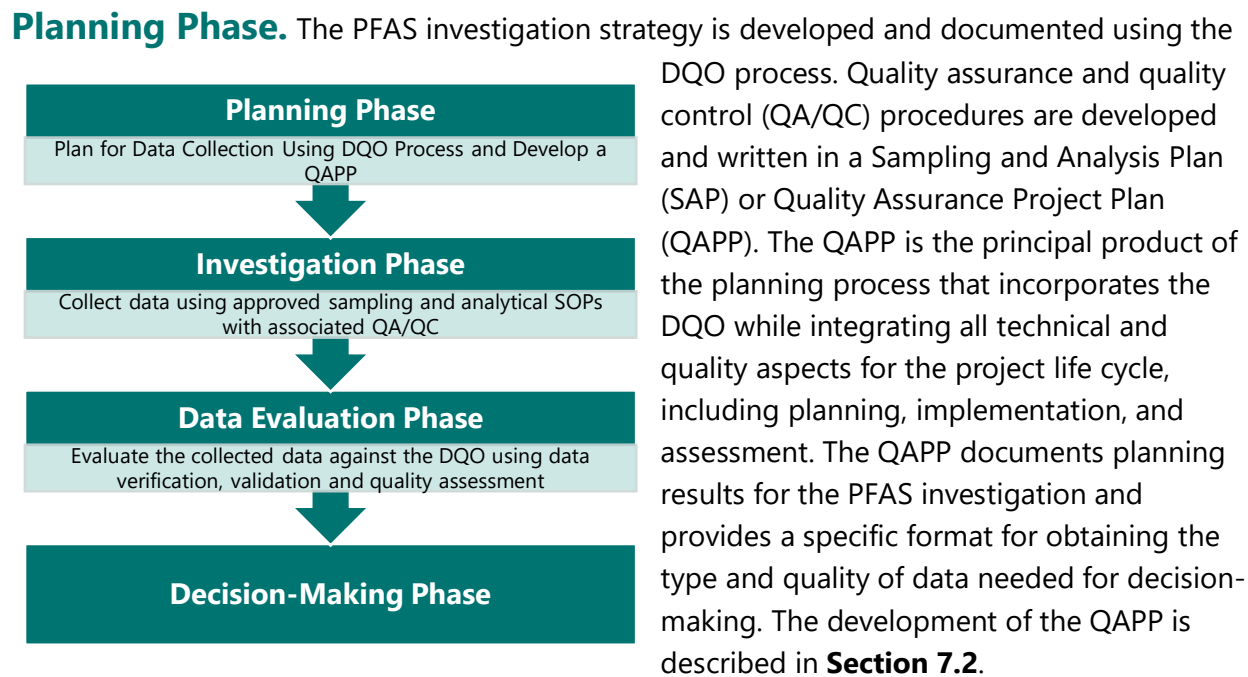 Planning Phase. The PFAS investigation strategy is developed and documented using the
DQO process. Quality assurance and quality
control (QA/QC) procedures are developed
and written in a Sampling and Analysis Plan
(SAP) or Quality Assurance Project Plan
(QAPP). The QAPP is the principal product of
the planning process that incorporates the
DQO while integrating all technical and
quality aspects for the project life cycle,
including planning, implementation, and
assessment. The QAPP documents planning
results for the PFAS investigation and
provides a specific format for obtaining the
type and quality of data needed for decision-
making. The development of the QAPP is
described in Section 7.2.
Planning Phase
Plan for Data Collection Using DQO Process and Develop a
QAPP
Investigation Phase
Collect data using approved sampling and analytical SOPs
with associated QA/QC
Data Evaluation Phase
Evaluate the collected data against the DQO using data
verification, validation and quality assessment
Decision-Making Phase